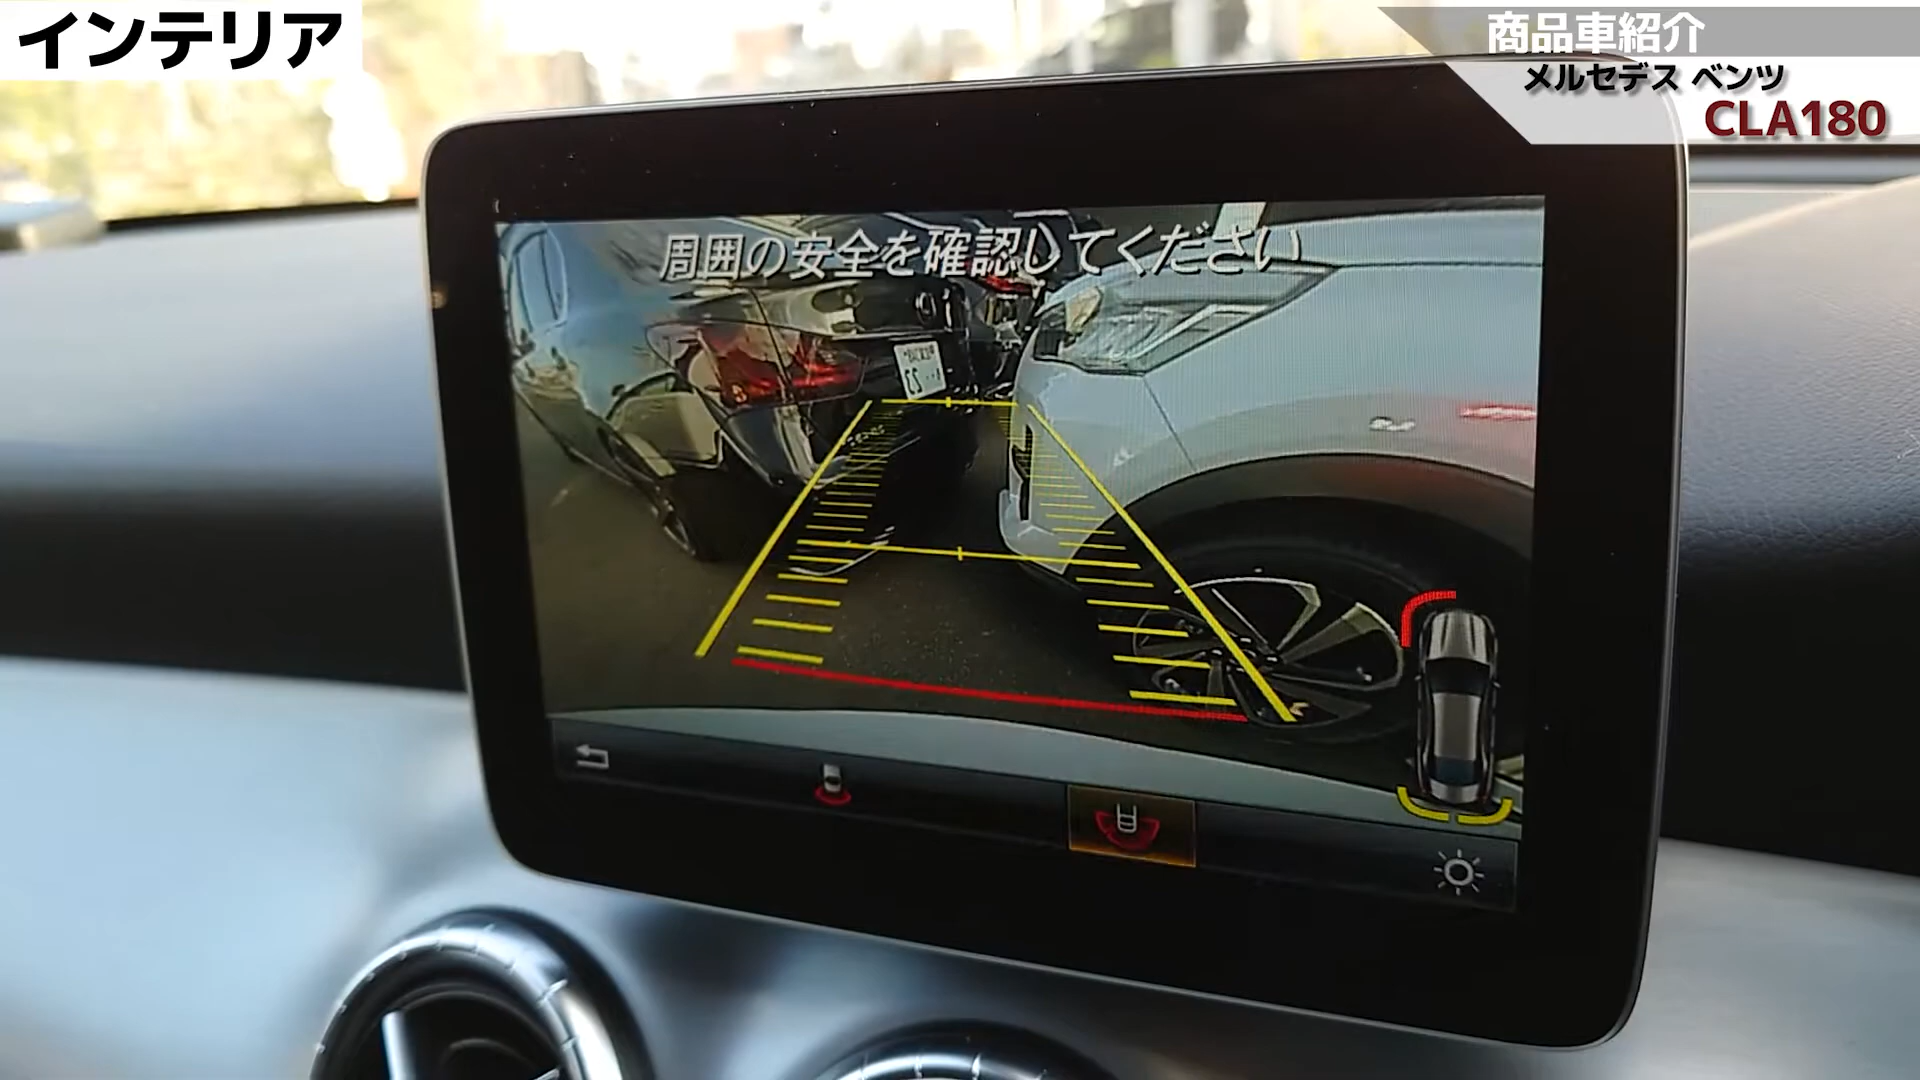 インテリア
商品車紹介
メルセデス ベンツ
CLA180
周囲の安全を確認してください